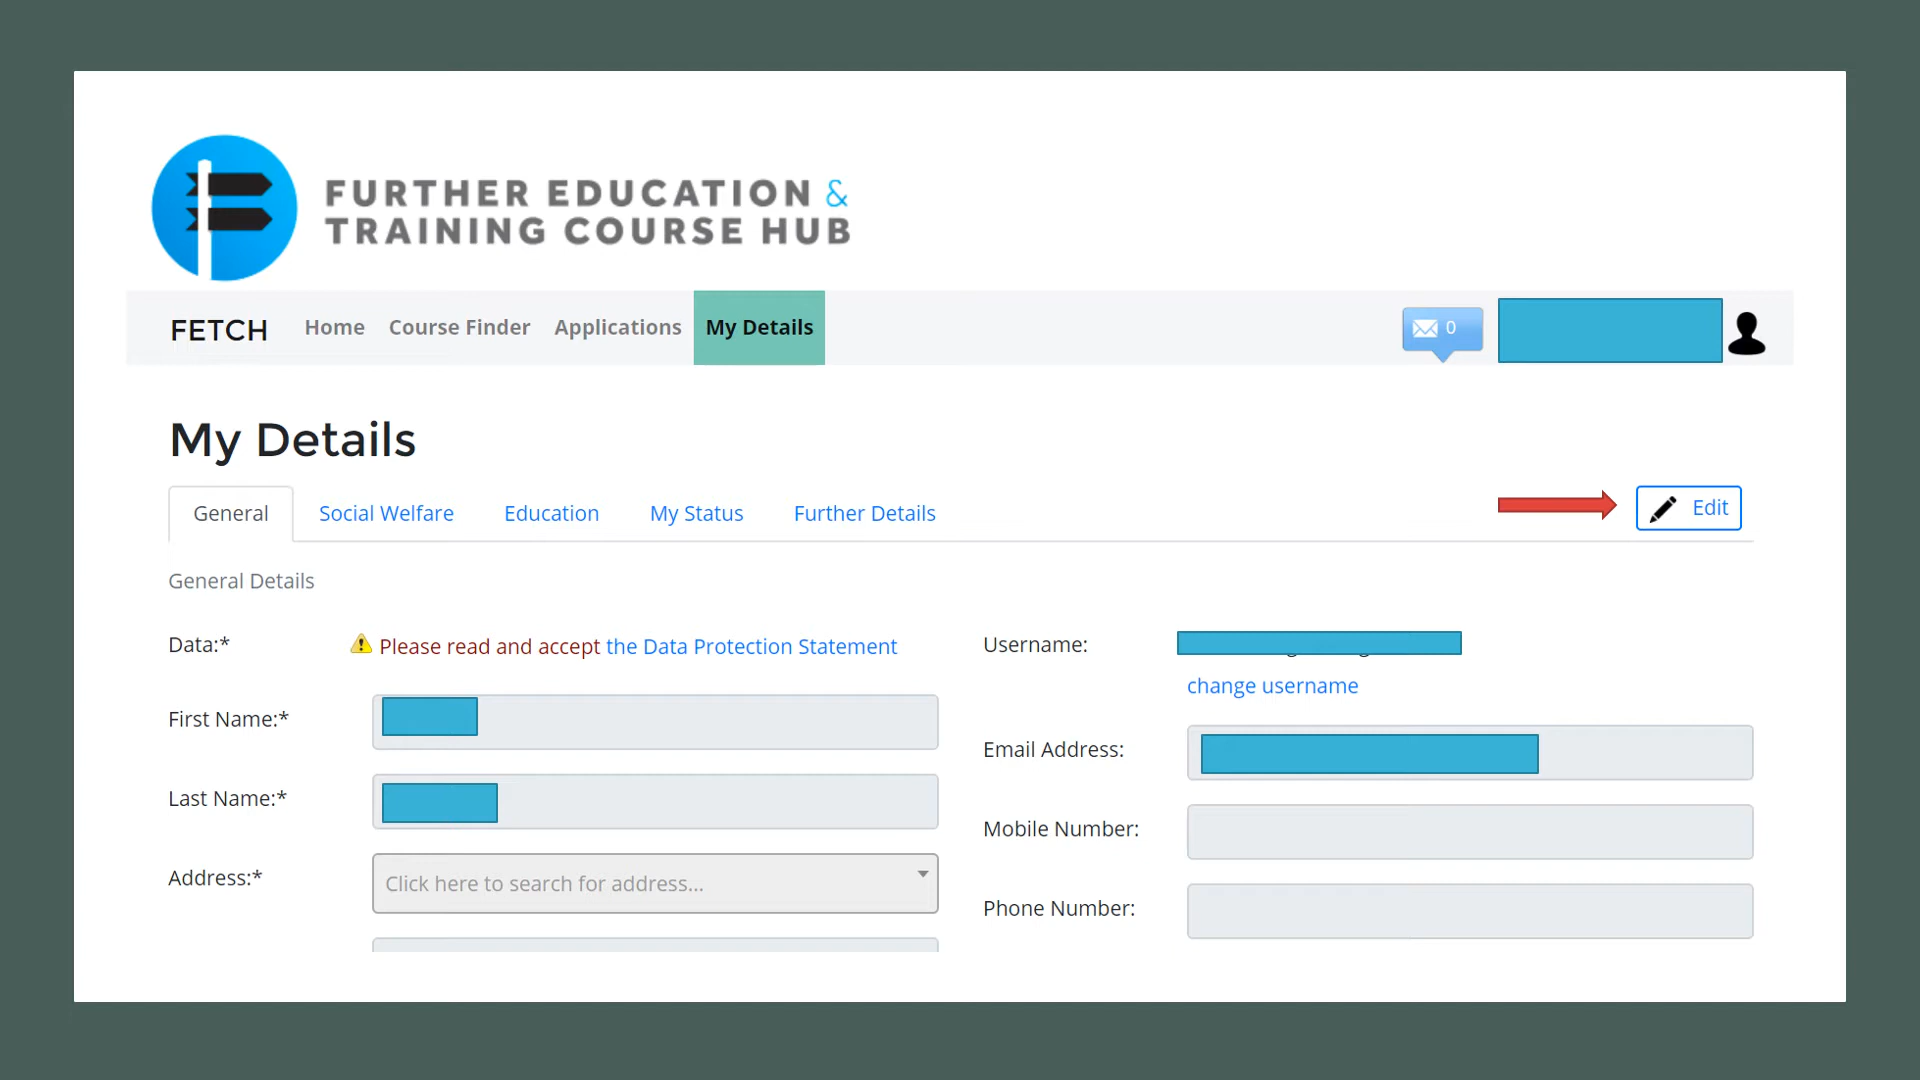 FURTHER EDUCATION &
TRAINING COURSE HUB
FETCH Home Course Finder Applications My Details 0
My Details
General Social Welfare Education My Status Further Details Edit
General Details
Data:* Please read and accept the Data Protection Statement
Username:
change username
First Name:*
Email Address:
Last Name:*
Mobile Number:
Address:* Click here to search for address...
Phone Number: